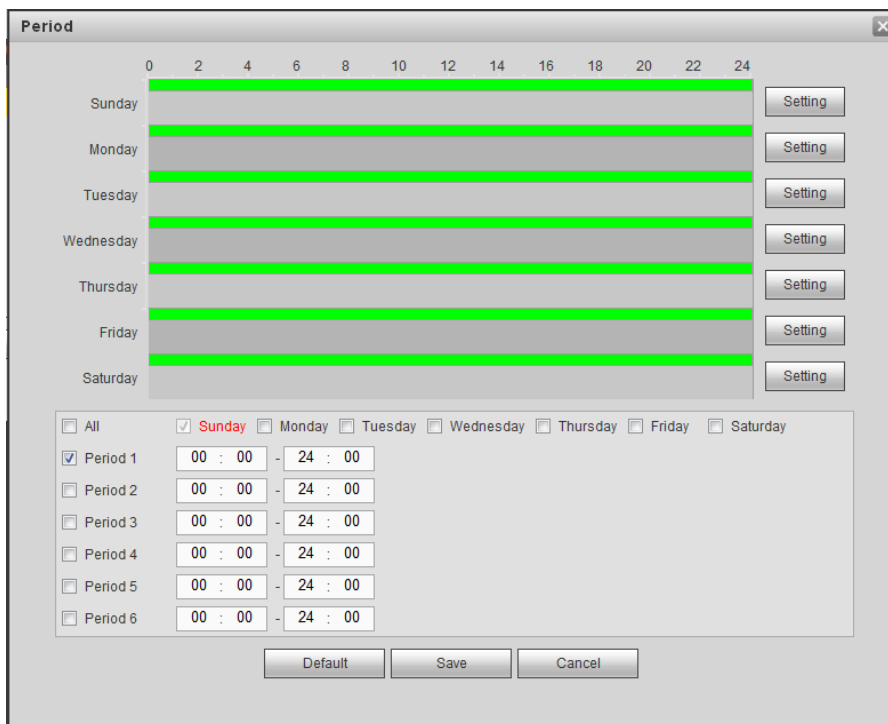 Period
0 2 4 6 8 10 12 14 16 18 20 22 24
Sunday Setting
Monday Setting
Tuesday Setting
Wednesday Setting
Thursday Setting
Friday Setting
Saturday Setting
All Sunday Monday Tuesday Wednesday Thursday Friday Saturday
Period 1 00 : 00 - 24 : 00
Period 2 00 : 00 - 24 : 00
Period 3 00 : 00 - 24 : 00
Period 4 00 : 00 - 24 : 00
Period 5 00 : 00 - 24 : 00
Period 6 00 : 00 - 24 : 00
Default Save Cancel